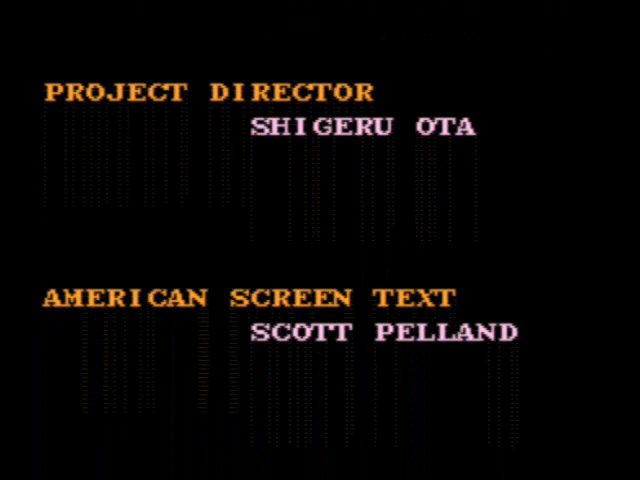 PROJECT DIRECTOR
SHIGERU OTA
AMERICAN SCREEN TEXT
SCOTT PELLAND